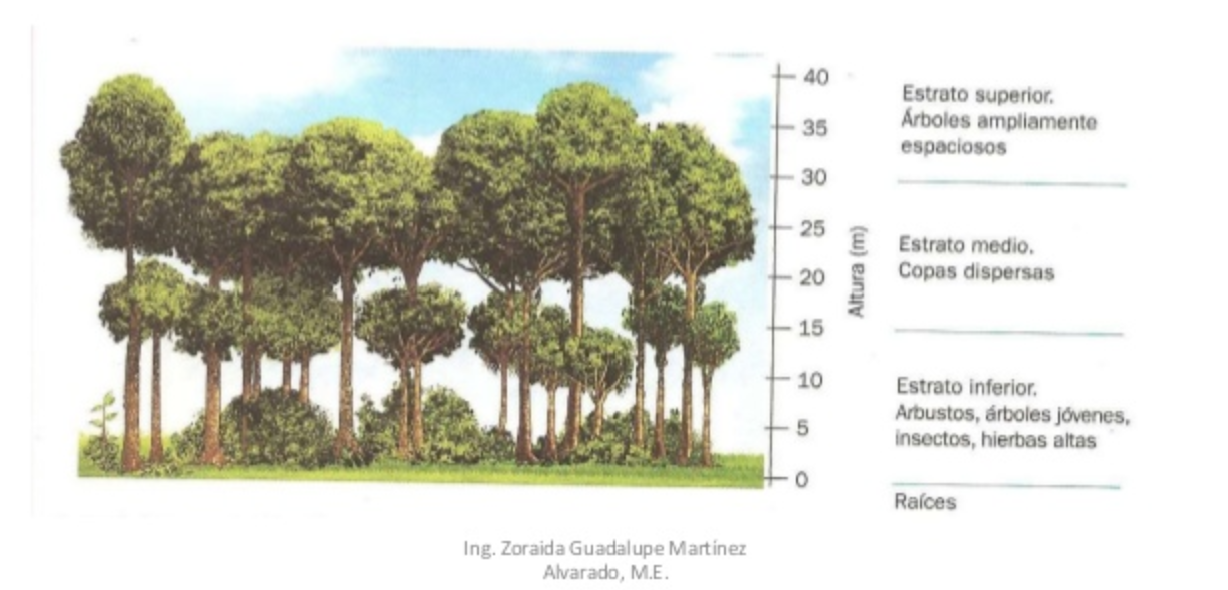 40
35
30
25
20
15
10
5
0
Altura (m)
Estrato superior.
Árboles ampliamente
espaciosos
Estrato medio.
Copas dispersas
Estrato inferior.
Arbustos, árboles jóvenes,
insectos, hierbas altas
Raíces
Ing. Zoraida Guadalupe Martínez
Alvarado, M.E.